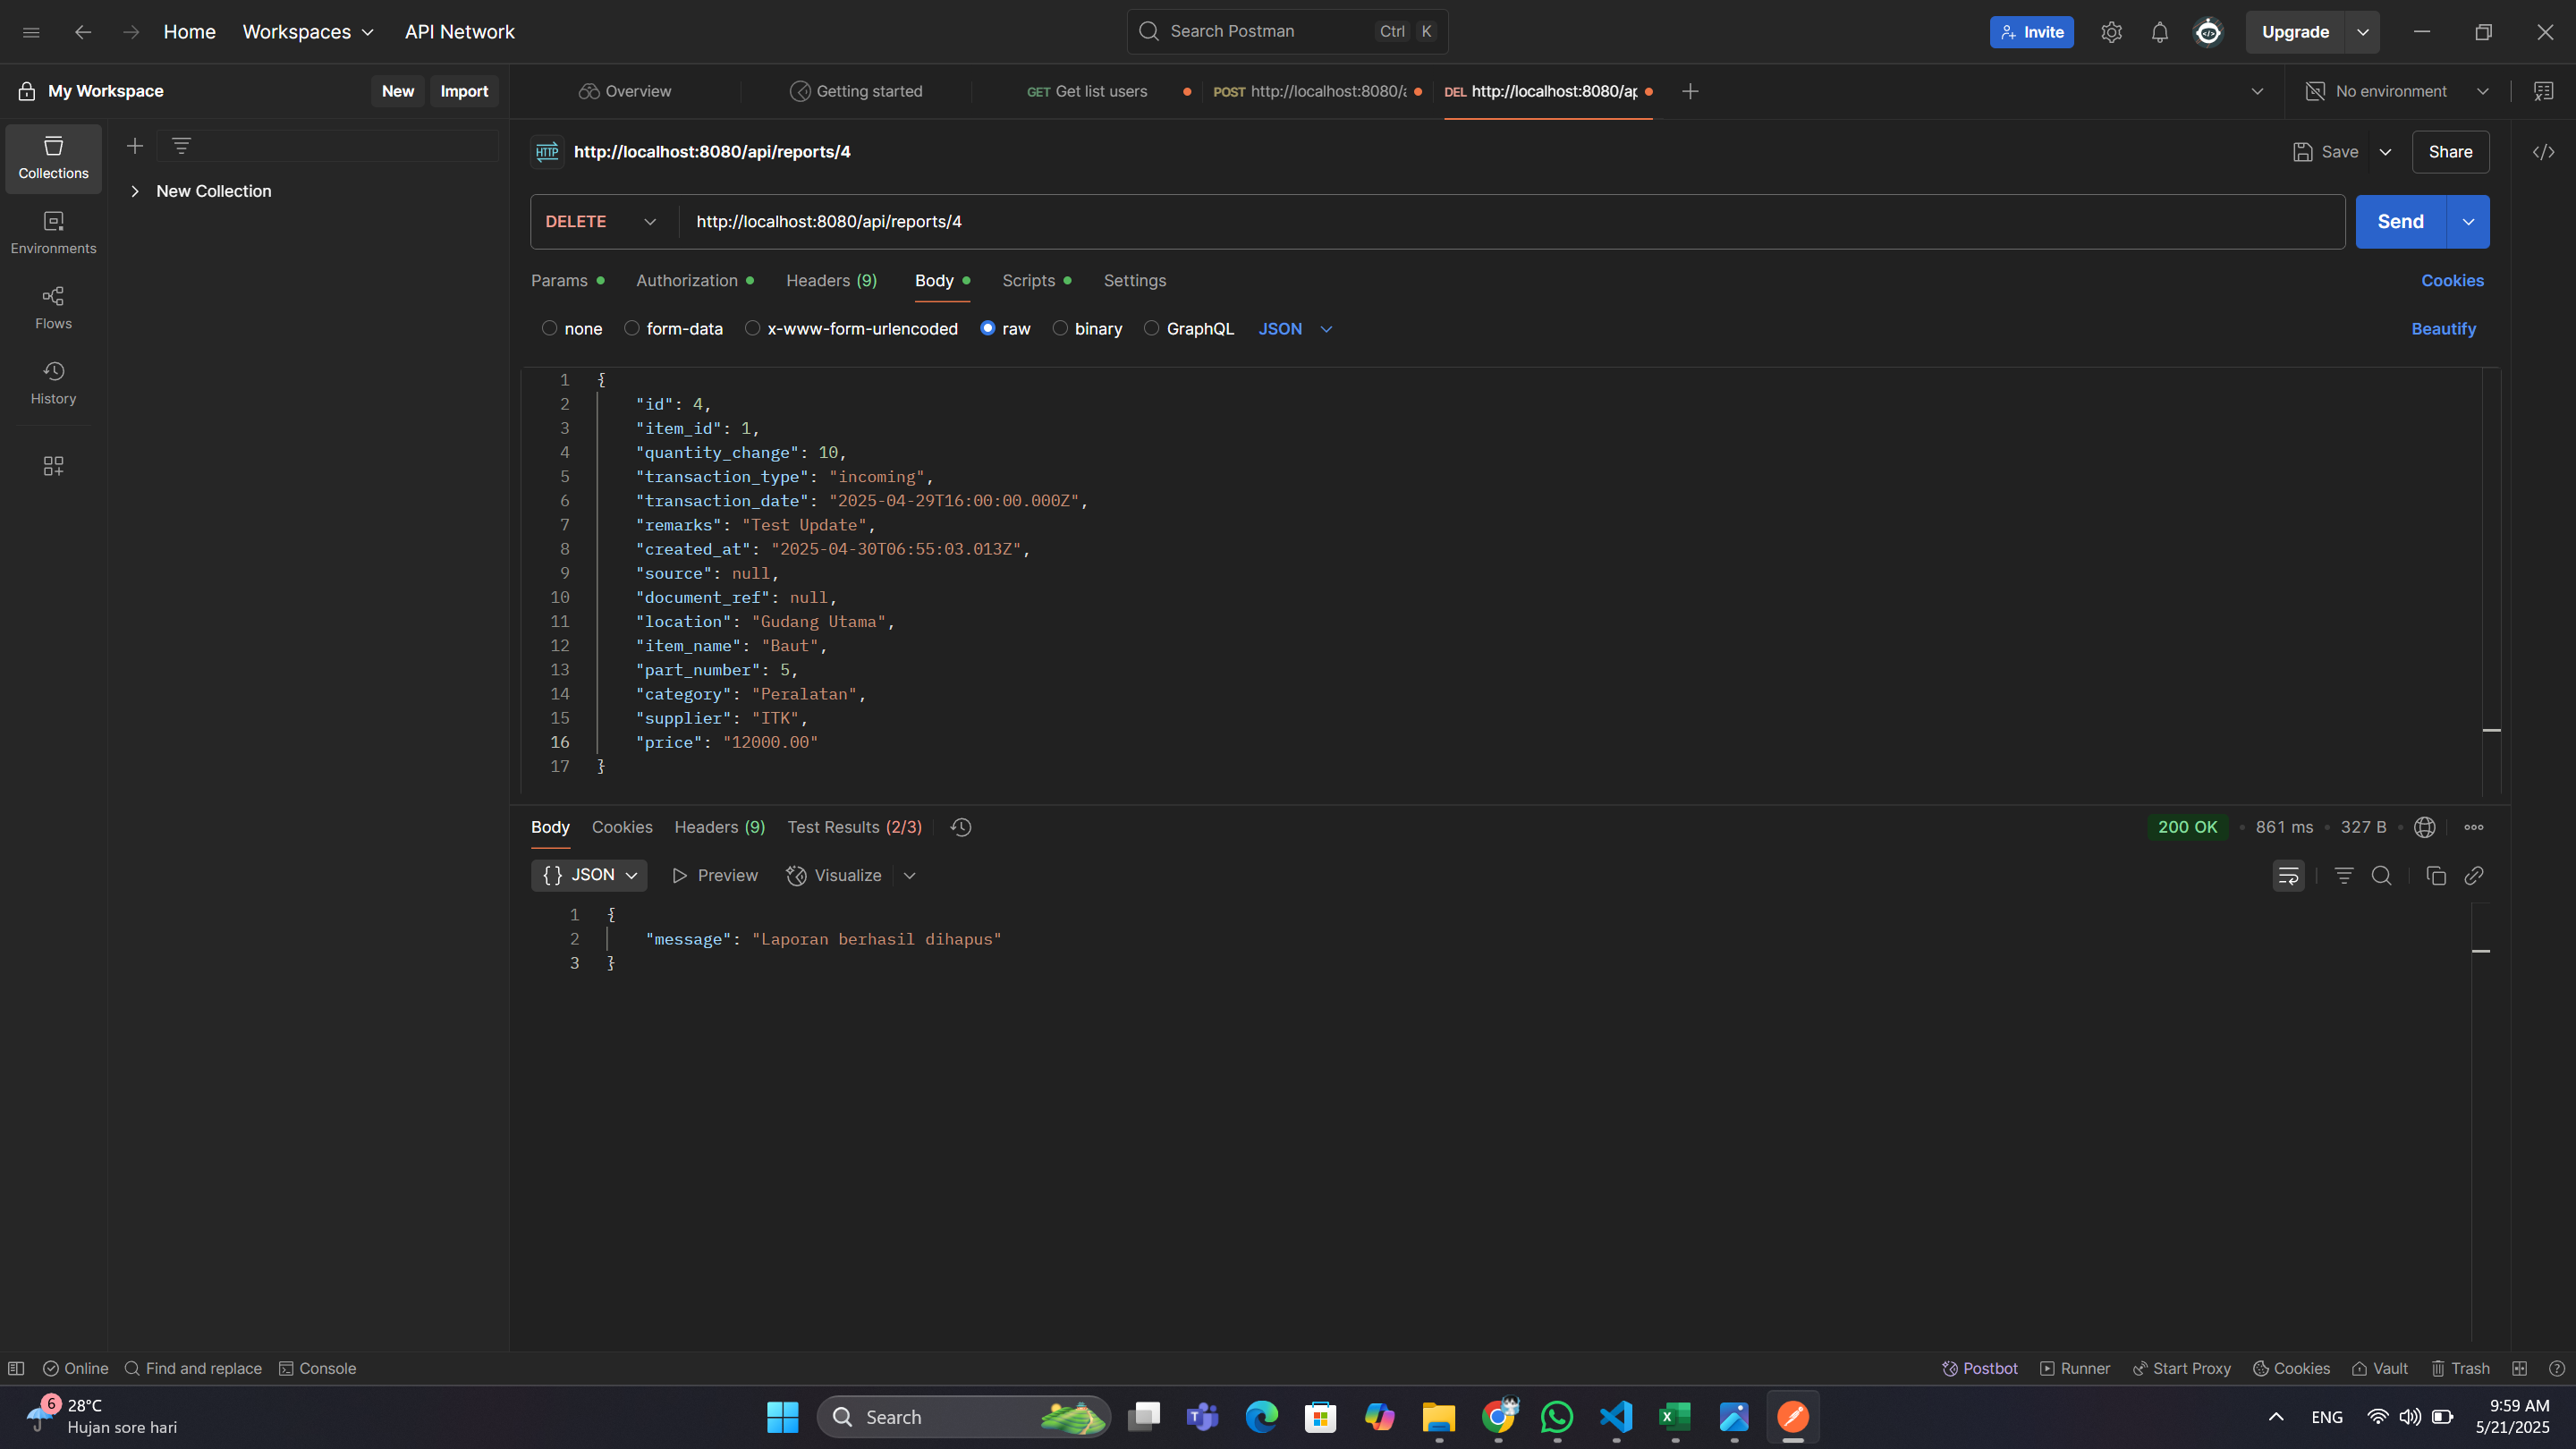 Home
Workspaces
API Network
Search Postman
Ctrl
K
Invite
Upgrade
My Workspace
New
Import
Overview
Getting started
GET Get list users
POST http://localhost:8080/a
DEL http://localhost:8080/ap
No environment
Collections
Environments
Flows
History
New Collection
HTTP
http://localhost:8080/api/reports/4
Save
Share
DELETE
http://localhost:8080/api/reports/4
Send
Params
Authorization
Headers (9)
Body
Scripts
Settings
Cookies
none
form-data
x-www-form-urlencoded
raw
binary
GraphQL
JSON
Beautify
1 {
2 "id": 4,
3 "item_id": 1,
4 "quantity_change": 10,
5 "transaction_type": "incoming",
6 "transaction_date": "2025-04-29T16:00:00.000Z",
7 "remarks": "Test Update",
8 "created_at": "2025-04-30T06:55:03.013Z",
9 "source": null,
10 "document_ref": null,
11 "location": "Gudang Utama",
12 "item_name": "Baut",
13 "part_number": 5,
14 "category": "Peralatan",
15 "supplier": "ITK",
16 "price": "12000.00"
17 }
Body
Cookies
Headers (9)
Test Results (2/3)
200 OK
861 ms
327 B
{} JSON
Preview
Visualize
1 {
2 "message": "Laporan berhasil dihapus"
3 }
Online
Find and replace
Console
Postbot
Runner
Start Proxy
Cookies
Vault
Trash
6
28°C
Hujan sore hari
Search
ENG
9:59 AM
5/21/2025